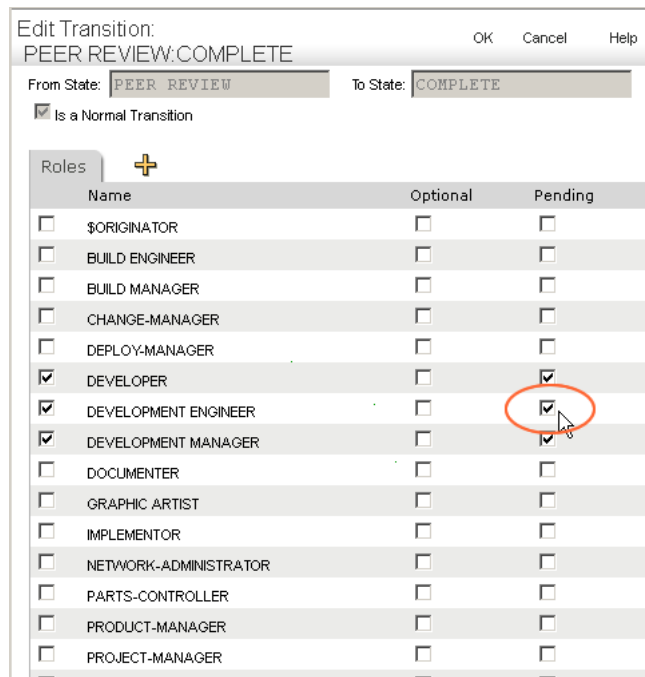 Edit Transition:
PEER REVIEW:COMPLETE
OK Cancel Help
From State: PEER REVIEW To State: COMPLETE
Is a Normal Transition
Roles
Name Optional Pending
$ORIGINATOR
BUILD ENGINEER
BUILD MANAGER
CHANGE-MANAGER
DEPLOY-MANAGER
DEVELOPER
DEVELOPMENT ENGINEER
DEVELOPMENT MANAGER
DOCUMENTER
GRAPHIC ARTIST
IMPLEMENTOR
NETWORK-ADMINISTRATOR
PARTS-CONTROLLER
PRODUCT-MANAGER
PROJECT-MANAGER